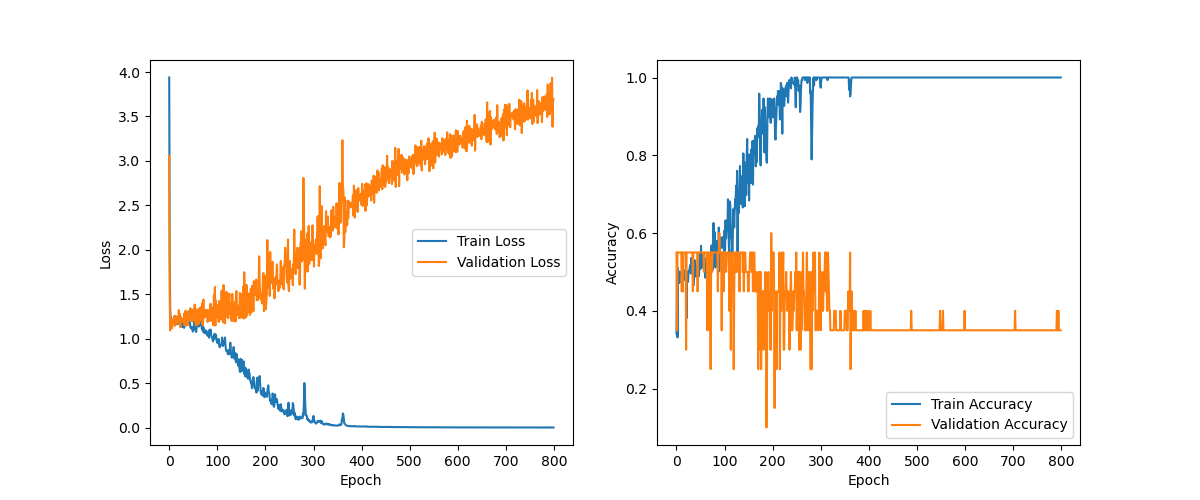 4.0
3.5
3.0
2.5
2.0
1.5
1.0
0.5
0.0
Loss
Train Loss
Validation Loss
0 100 200 300 400 500 600 700 800
Epoch
1.0
0.8
0.6
0.4
0.2
Accuracy
Train Accuracy
Validation Accuracy
0 100 200 300 400 500 600 700 800
Epoch